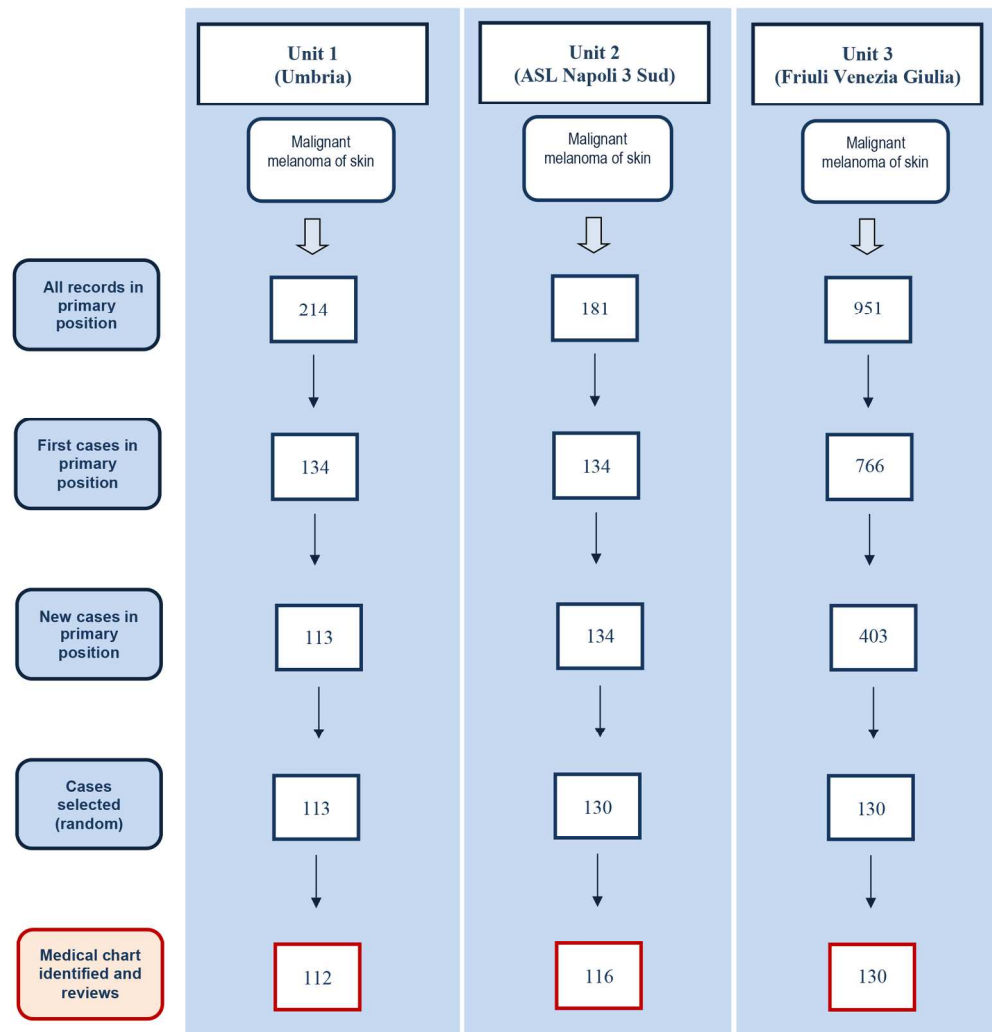 Unit 1
(Umbria)
Unit 2
(ASL Napoli 3 Sud)
Unit 3
(Friuli Venezia Giulia)
Malignant
melanoma of skin
Malignant
melanoma of skin
Malignant
melanoma of skin
All records in
primary
position
214
181
951
First cases in
primary
position
134
134
766
New cases in
primary
position
113
134
403
Cases
selected
(random)
113
130
130
Medical chart
identified and
reviews
112
116
130